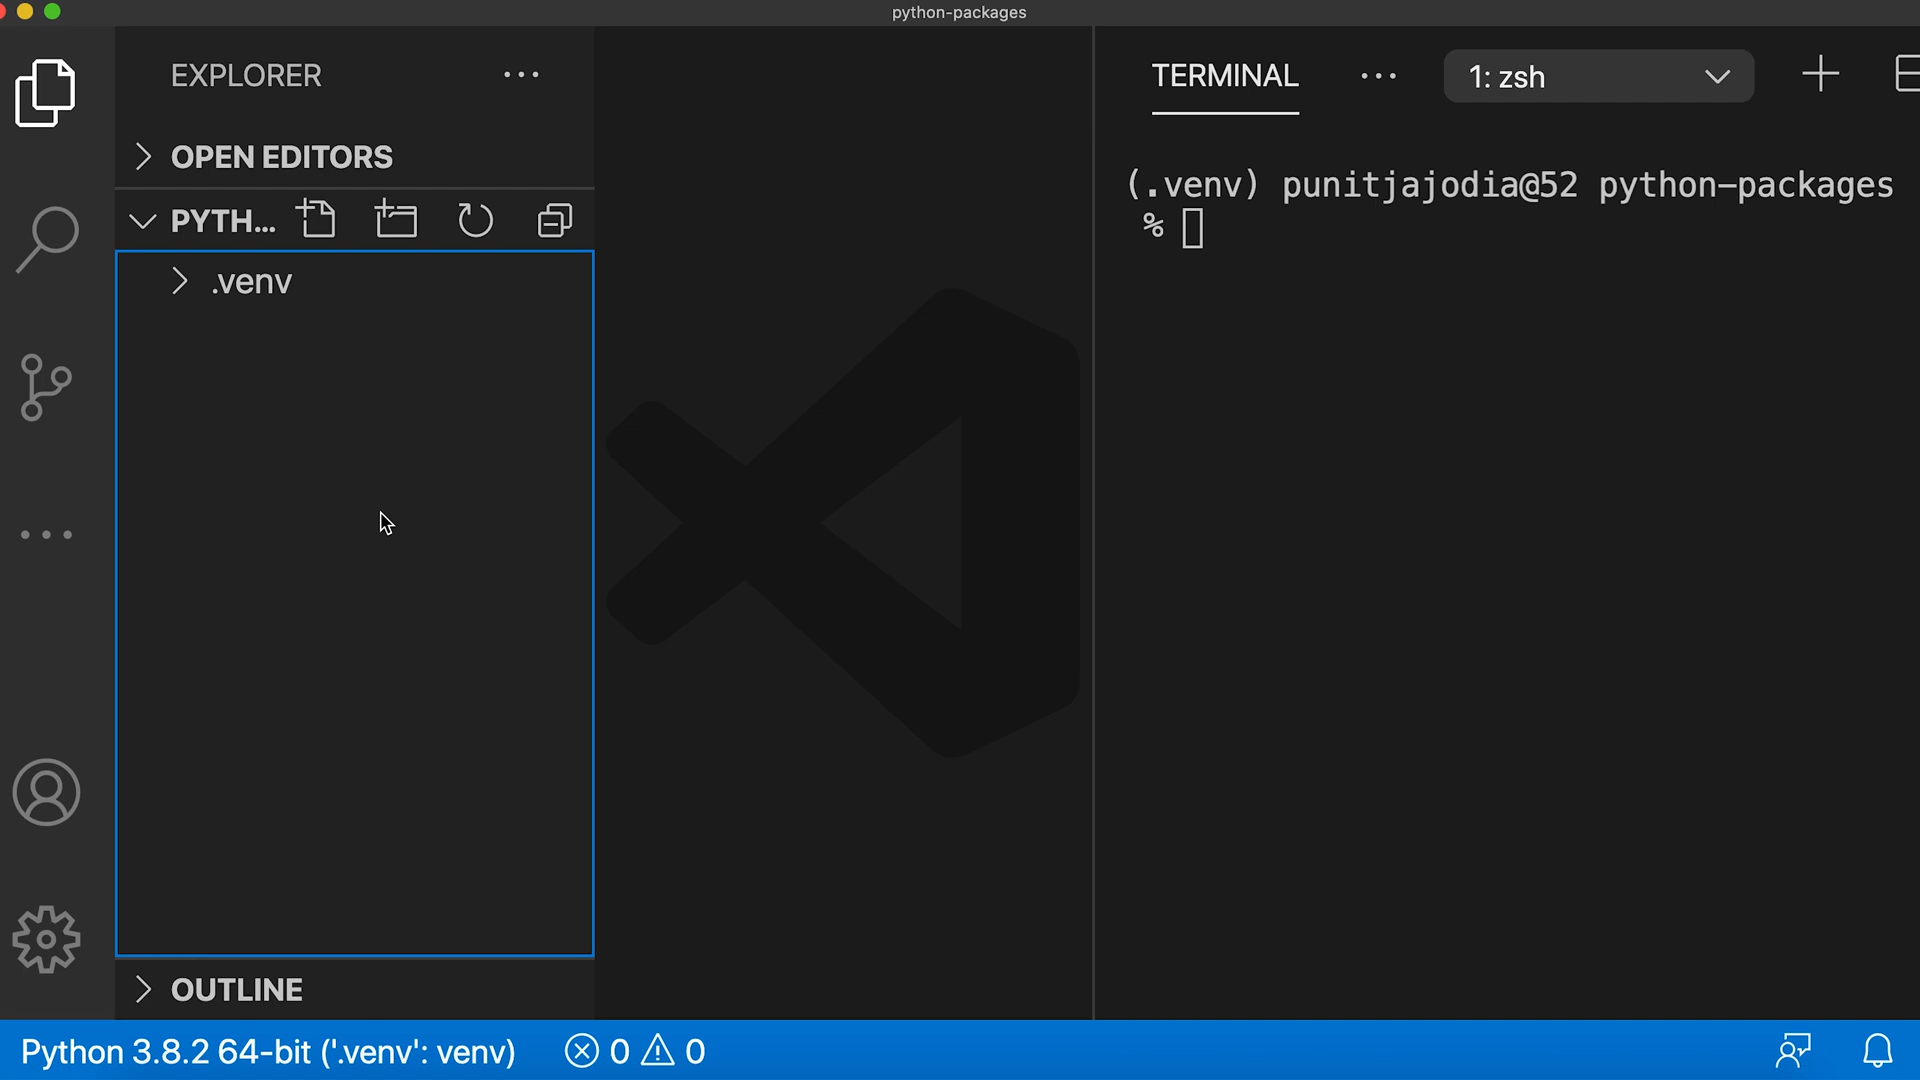 python-packages
EXPLORER
OPEN EDITORS
PYTH...
.venv
OUTLINE
TERMINAL
1: zsh
(.venv) punitjajodia@52 python-packages
%
Python 3.8.2 64-bit ('.venv': venv)
0
0